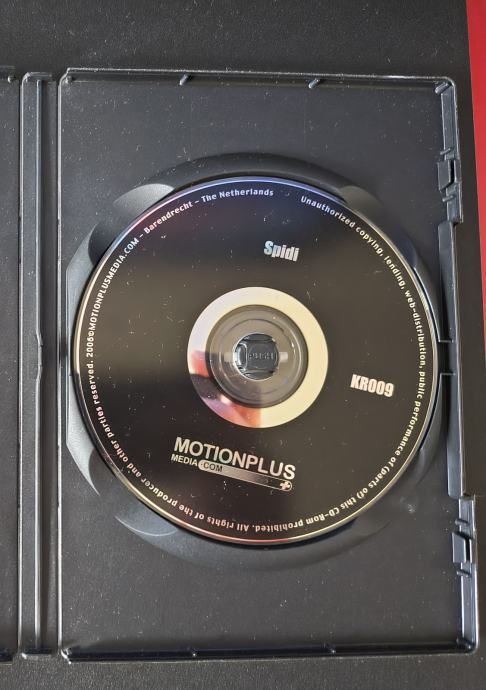 Unauthorized copying, lending, web-distribution, public performance of (parts of) this CD-Rom prohibited. All rights of the producer and other parties reserved. 2006©MOTIONPLUSMEDIA.COM - Barendrecht - The Netherlands
Spidi
PUSH
KR009
MOTIONPLUS
MEDIA.COM